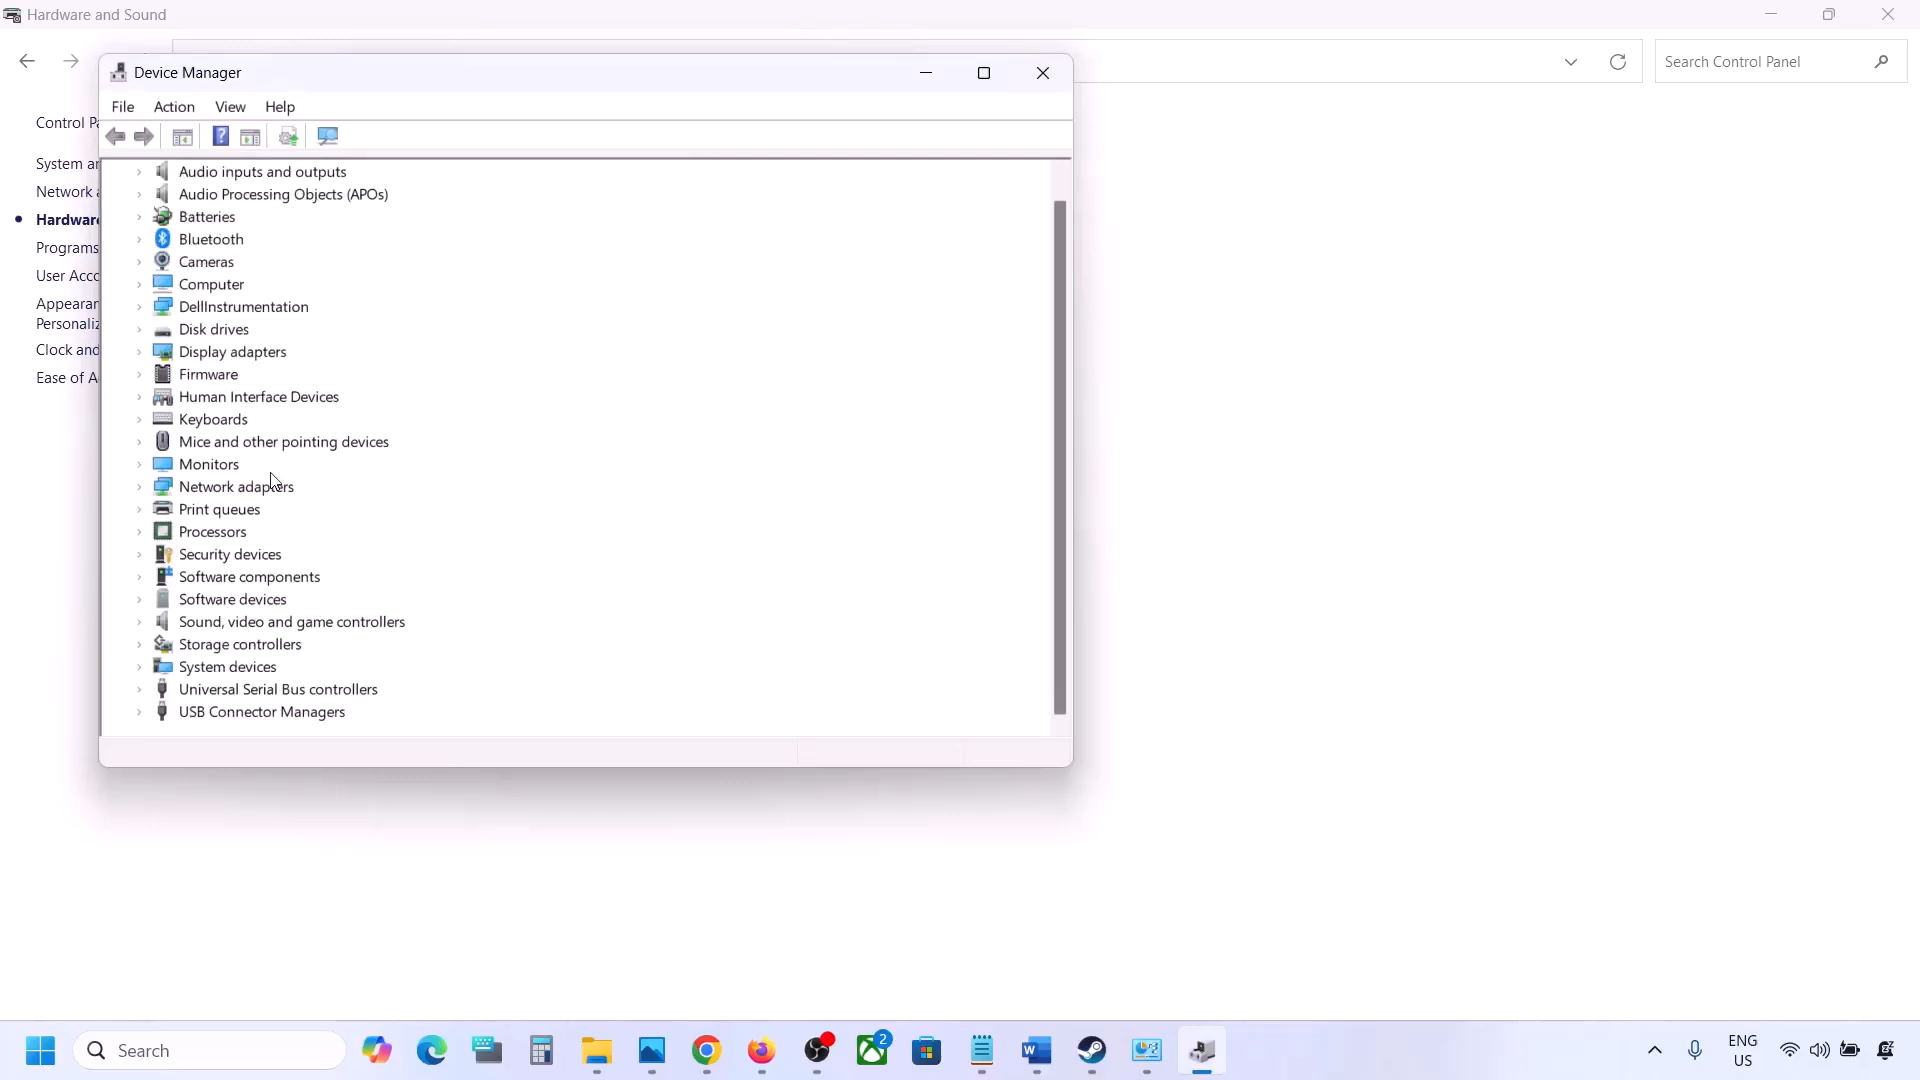 Hardware and Sound
Search Control Panel
Device Manager
File Action View Help
Control Pa
System an
Network a
Hardware
Programs
User Acco
Appearan
Personaliz
Clock and
Ease of A
Audio inputs and outputs
Audio Processing Objects (APOs)
Batteries
Bluetooth
Cameras
Computer
DellInstrumentation
Disk drives
Display adapters
Firmware
Human Interface Devices
Keyboards
Mice and other pointing devices
Monitors
Network adapters
Print queues
Processors
Security devices
Software components
Software devices
Sound, video and game controllers
Storage controllers
System devices
Universal Serial Bus controllers
USB Connector Managers
Search
2
ENG
US